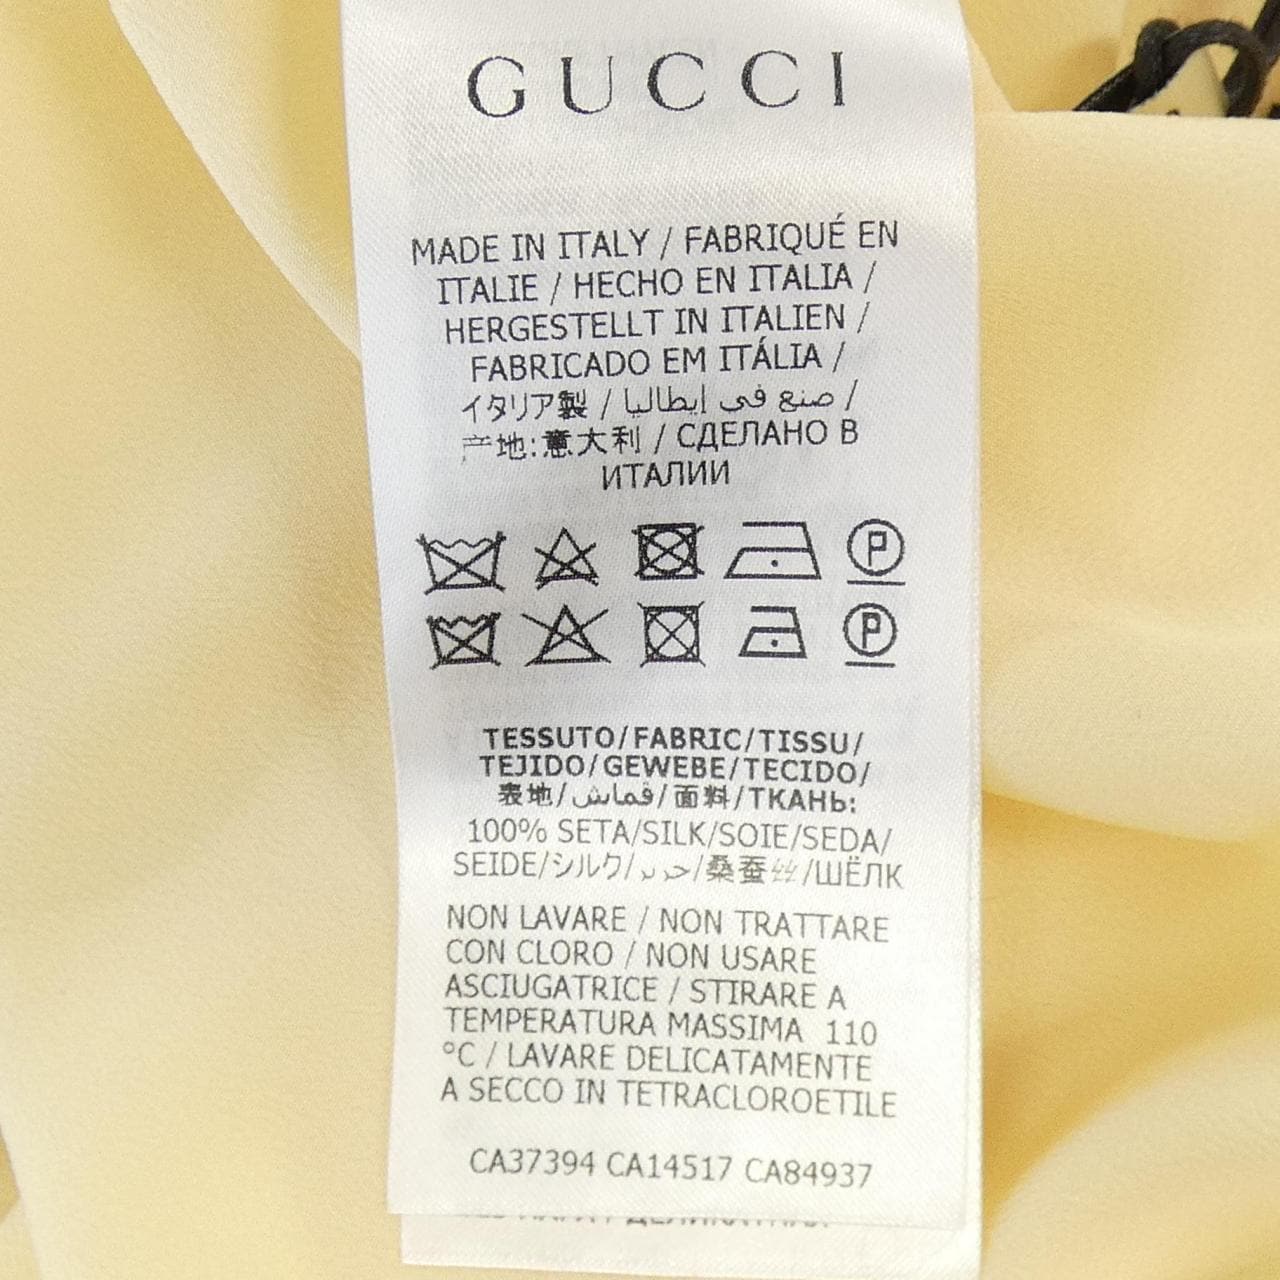 GUCCI
MADE IN ITALY / FABRIQUÉ EN
ITALIE / HECHO EN ITALIA /
HERGESTELLT IN ITALIEN /
FABRICADO EM ITÁLIA /
イタリア製 / صنع في إيطاليا /
产地:意大利 / СДЕЛАНО В
ИТАЛИИ
P
P
TESSUTO/FABRIC/TISSU/
TEJIDO/GEWEBE/TECIDO/
表地/قماش/面料/ТКАНЬ:
100% SETA/SILK/SOIE/SEDA/
SEIDE/シルク/حرير/桑蚕丝/ШЁЛК
NON LAVARE / NON TRATTARE
CON CLORO / NON USARE
ASCIUGATRICE / STIRARE A
TEMPERATURA MASSIMA 110
°C / LAVARE DELICATAMENTE
A SECCO IN TETRACLOROETILE
CA37394 CA14517 CA84937